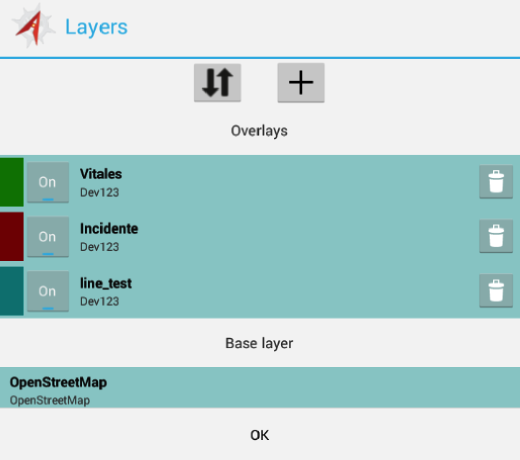 Layers
Overlays
On
Vitales
Dev123
On
Incidente
Dev123
On
line_test
Dev123
Base layer
OpenStreetMap
OpenStreetMap
OK